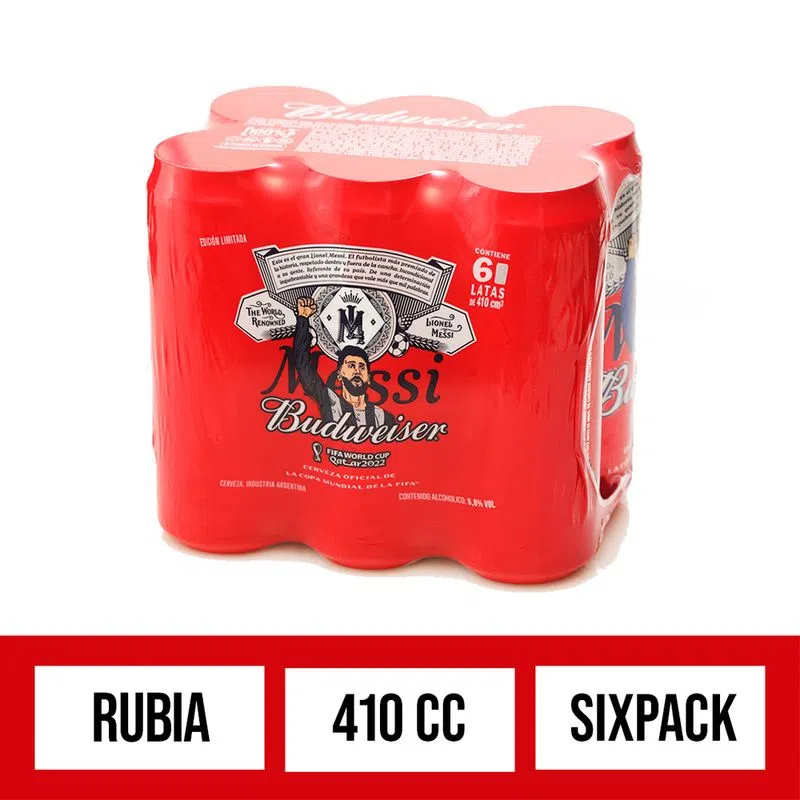 Budweiser
100%
EDICIÓN LIMITADA
Este es el gran Lionel Messi. El futbolista más premiado de
la historia, respetado dentro y fuera de la cancha. Incondicional
a su gente. Referente de su país. De una determinación
inquebrantable y una grandeza que vale más que mil palabras
CONTIENE
6
LATAS
DE 410 cm³
THE WORLD
RENOWNED
LIONEL
MESSI
M
Messi
Budweiser
FIFA WORLD CUP
Qatar2022
CERVEZA OFICIAL DE
LA COPA MUNDIAL DE LA FIFA™
CERVEZA. INDUSTRIA ARGENTINA
CONTENIDO ALCOHOLICO: 5,0% VOL
RUBIA
410 CC
SIXPACK